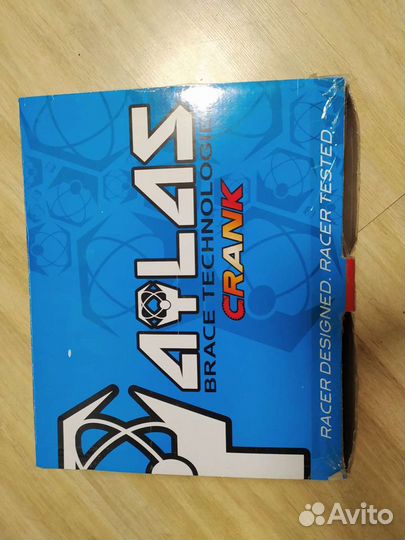 ATLAS
BRACE TECHNOLOGIES
CRANK
RACER DESIGNED. RACER TESTED.
Avito